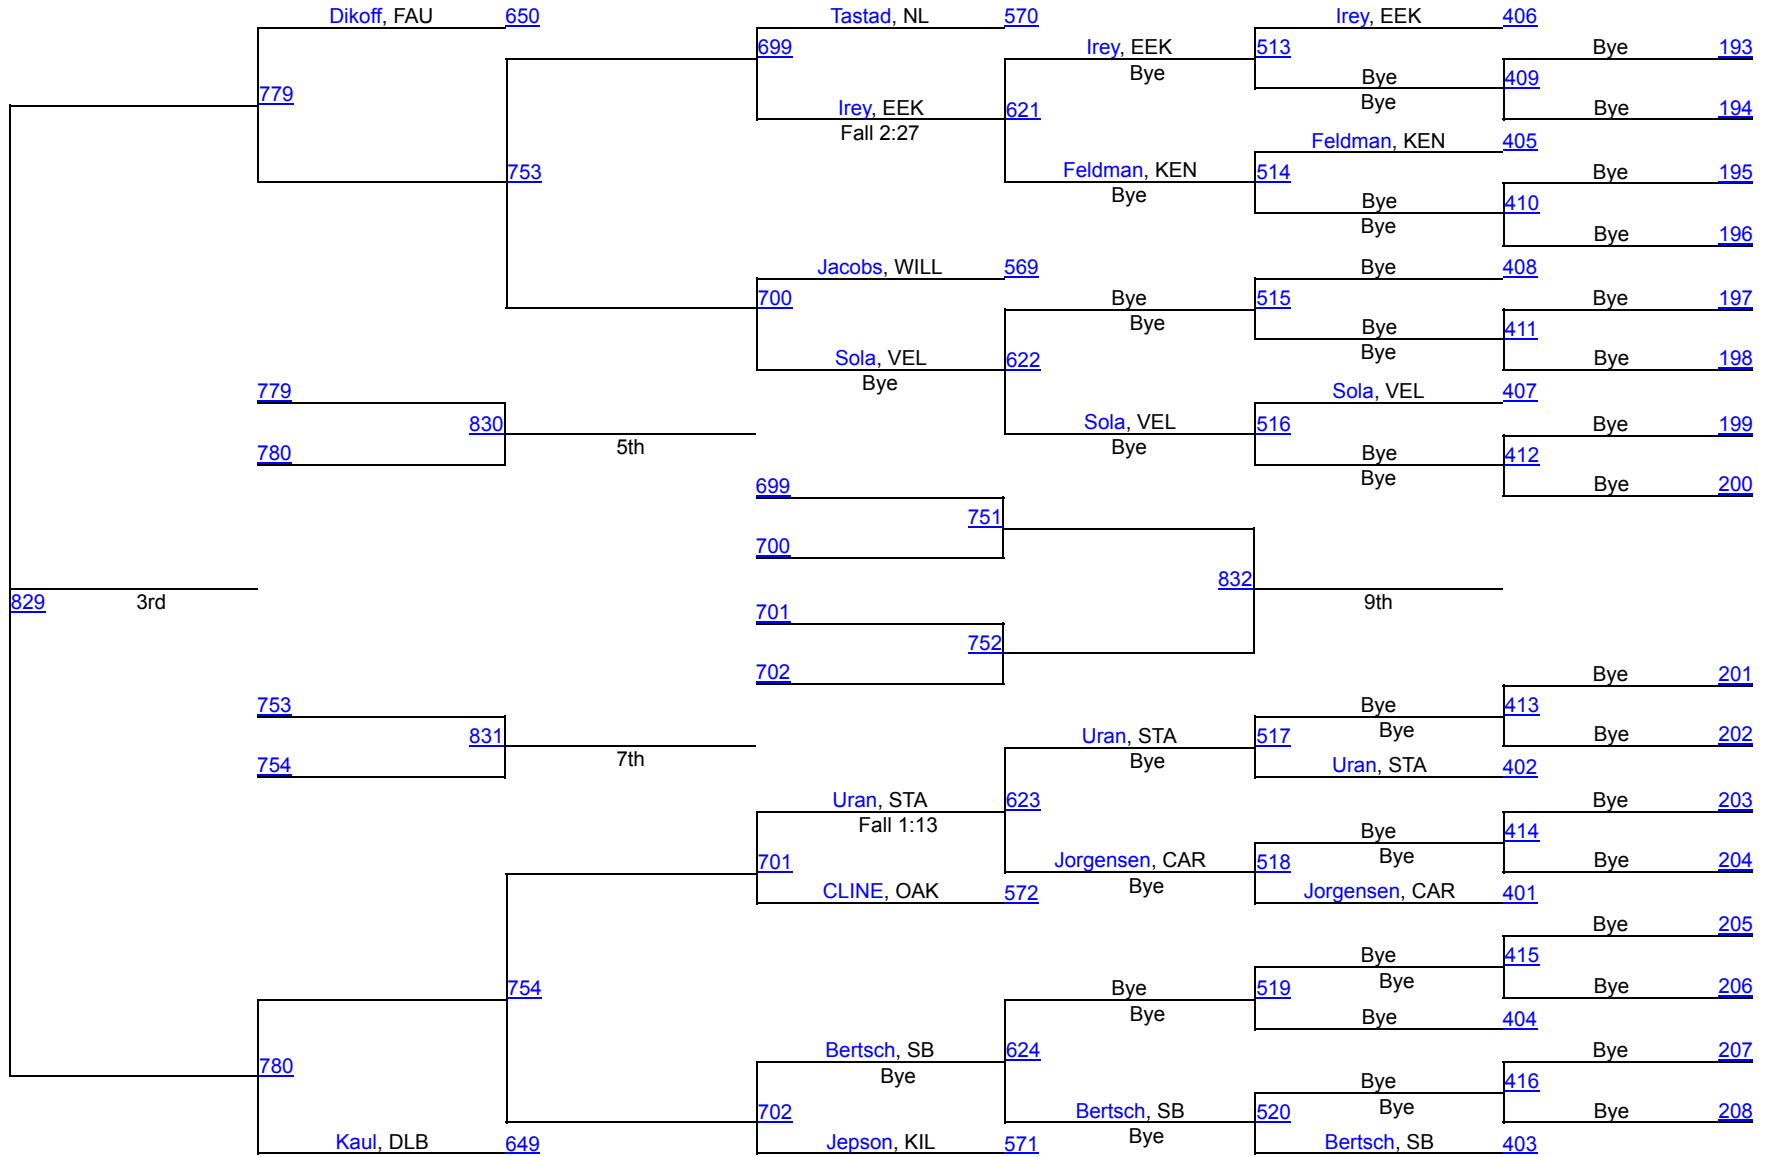 Dikoff, FAU 650 Tastad, NL 570 Irey, EEK 406
699 Irey, EEK 513 Bye 193
Bye Bye 409
779 Irey, EEK 621 Bye Bye 194
Fall 2:27 Feldman, KEN 405
753 Feldman, KEN 514 Bye 195
Bye Bye 410
Bye Bye 196
Jacobs, WILL 569 Bye 408
700 Bye 515 Bye 197
Bye Bye 411
Sola, VEL 622 Bye Bye 198
779 Bye Sola, VEL 407
830 Sola, VEL 516 Bye 199
780 5th Bye Bye 412
699 Bye Bye 200
751
700
832
829 3rd 701 9th
752
702 Bye 201
753 Bye 413
831 Uran, STA 517 Bye Bye 202
754 7th Bye Uran, STA 402
Uran, STA 623 Bye 203
Fall 1:13 Bye 414
701 Jorgensen, CAR 518 Bye Bye 204
CLINE, OAK 572 Bye Jorgensen, CAR 401
Bye 205
Bye 415
754 Bye 519 Bye Bye 206
Bye Bye 404
Bertsch, SB 624 Bye 207
780 Bye Bye 416
702 Bertsch, SB 520 Bye Bye 208
Kaul, DLB 649 Jepson, KIL 571 Bye Bertsch, SB 403